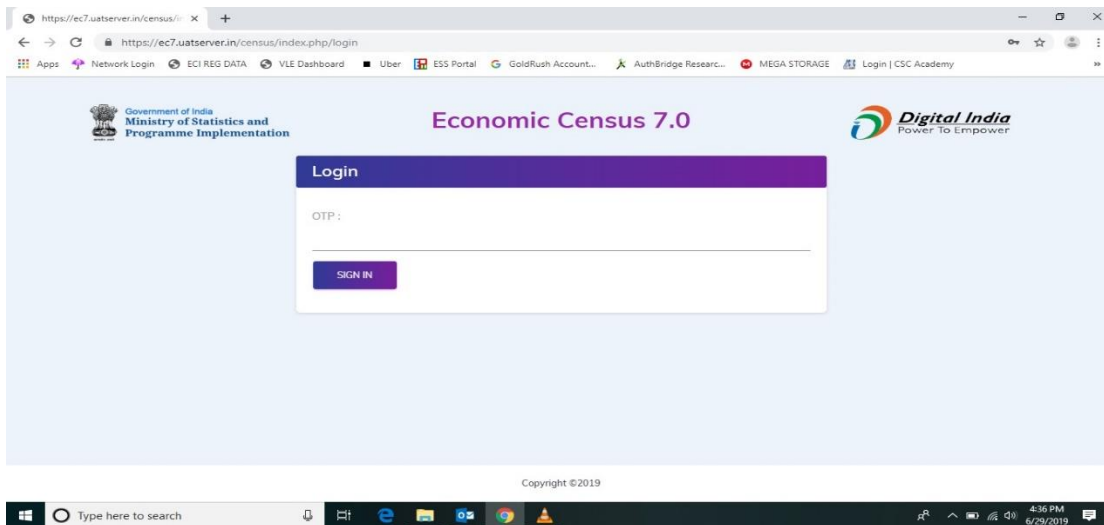 https://ec7.uatserver.in/census/in
https://ec7.uatserver.in/census/index.php/login
Apps Network Login ECI REG DATA VLE Dashboard Uber ESS Portal GoldRush Account... AuthBridge Researc... MEGA STORAGE Login | CSC Academy »
Government of India
Ministry of Statistics and
Programme Implementation
Economic Census 7.0
Digital India
Power To Empower
Login
OTP :
SIGN IN
Copyright ©2019
Type here to search
4:36 PM
6/29/2019